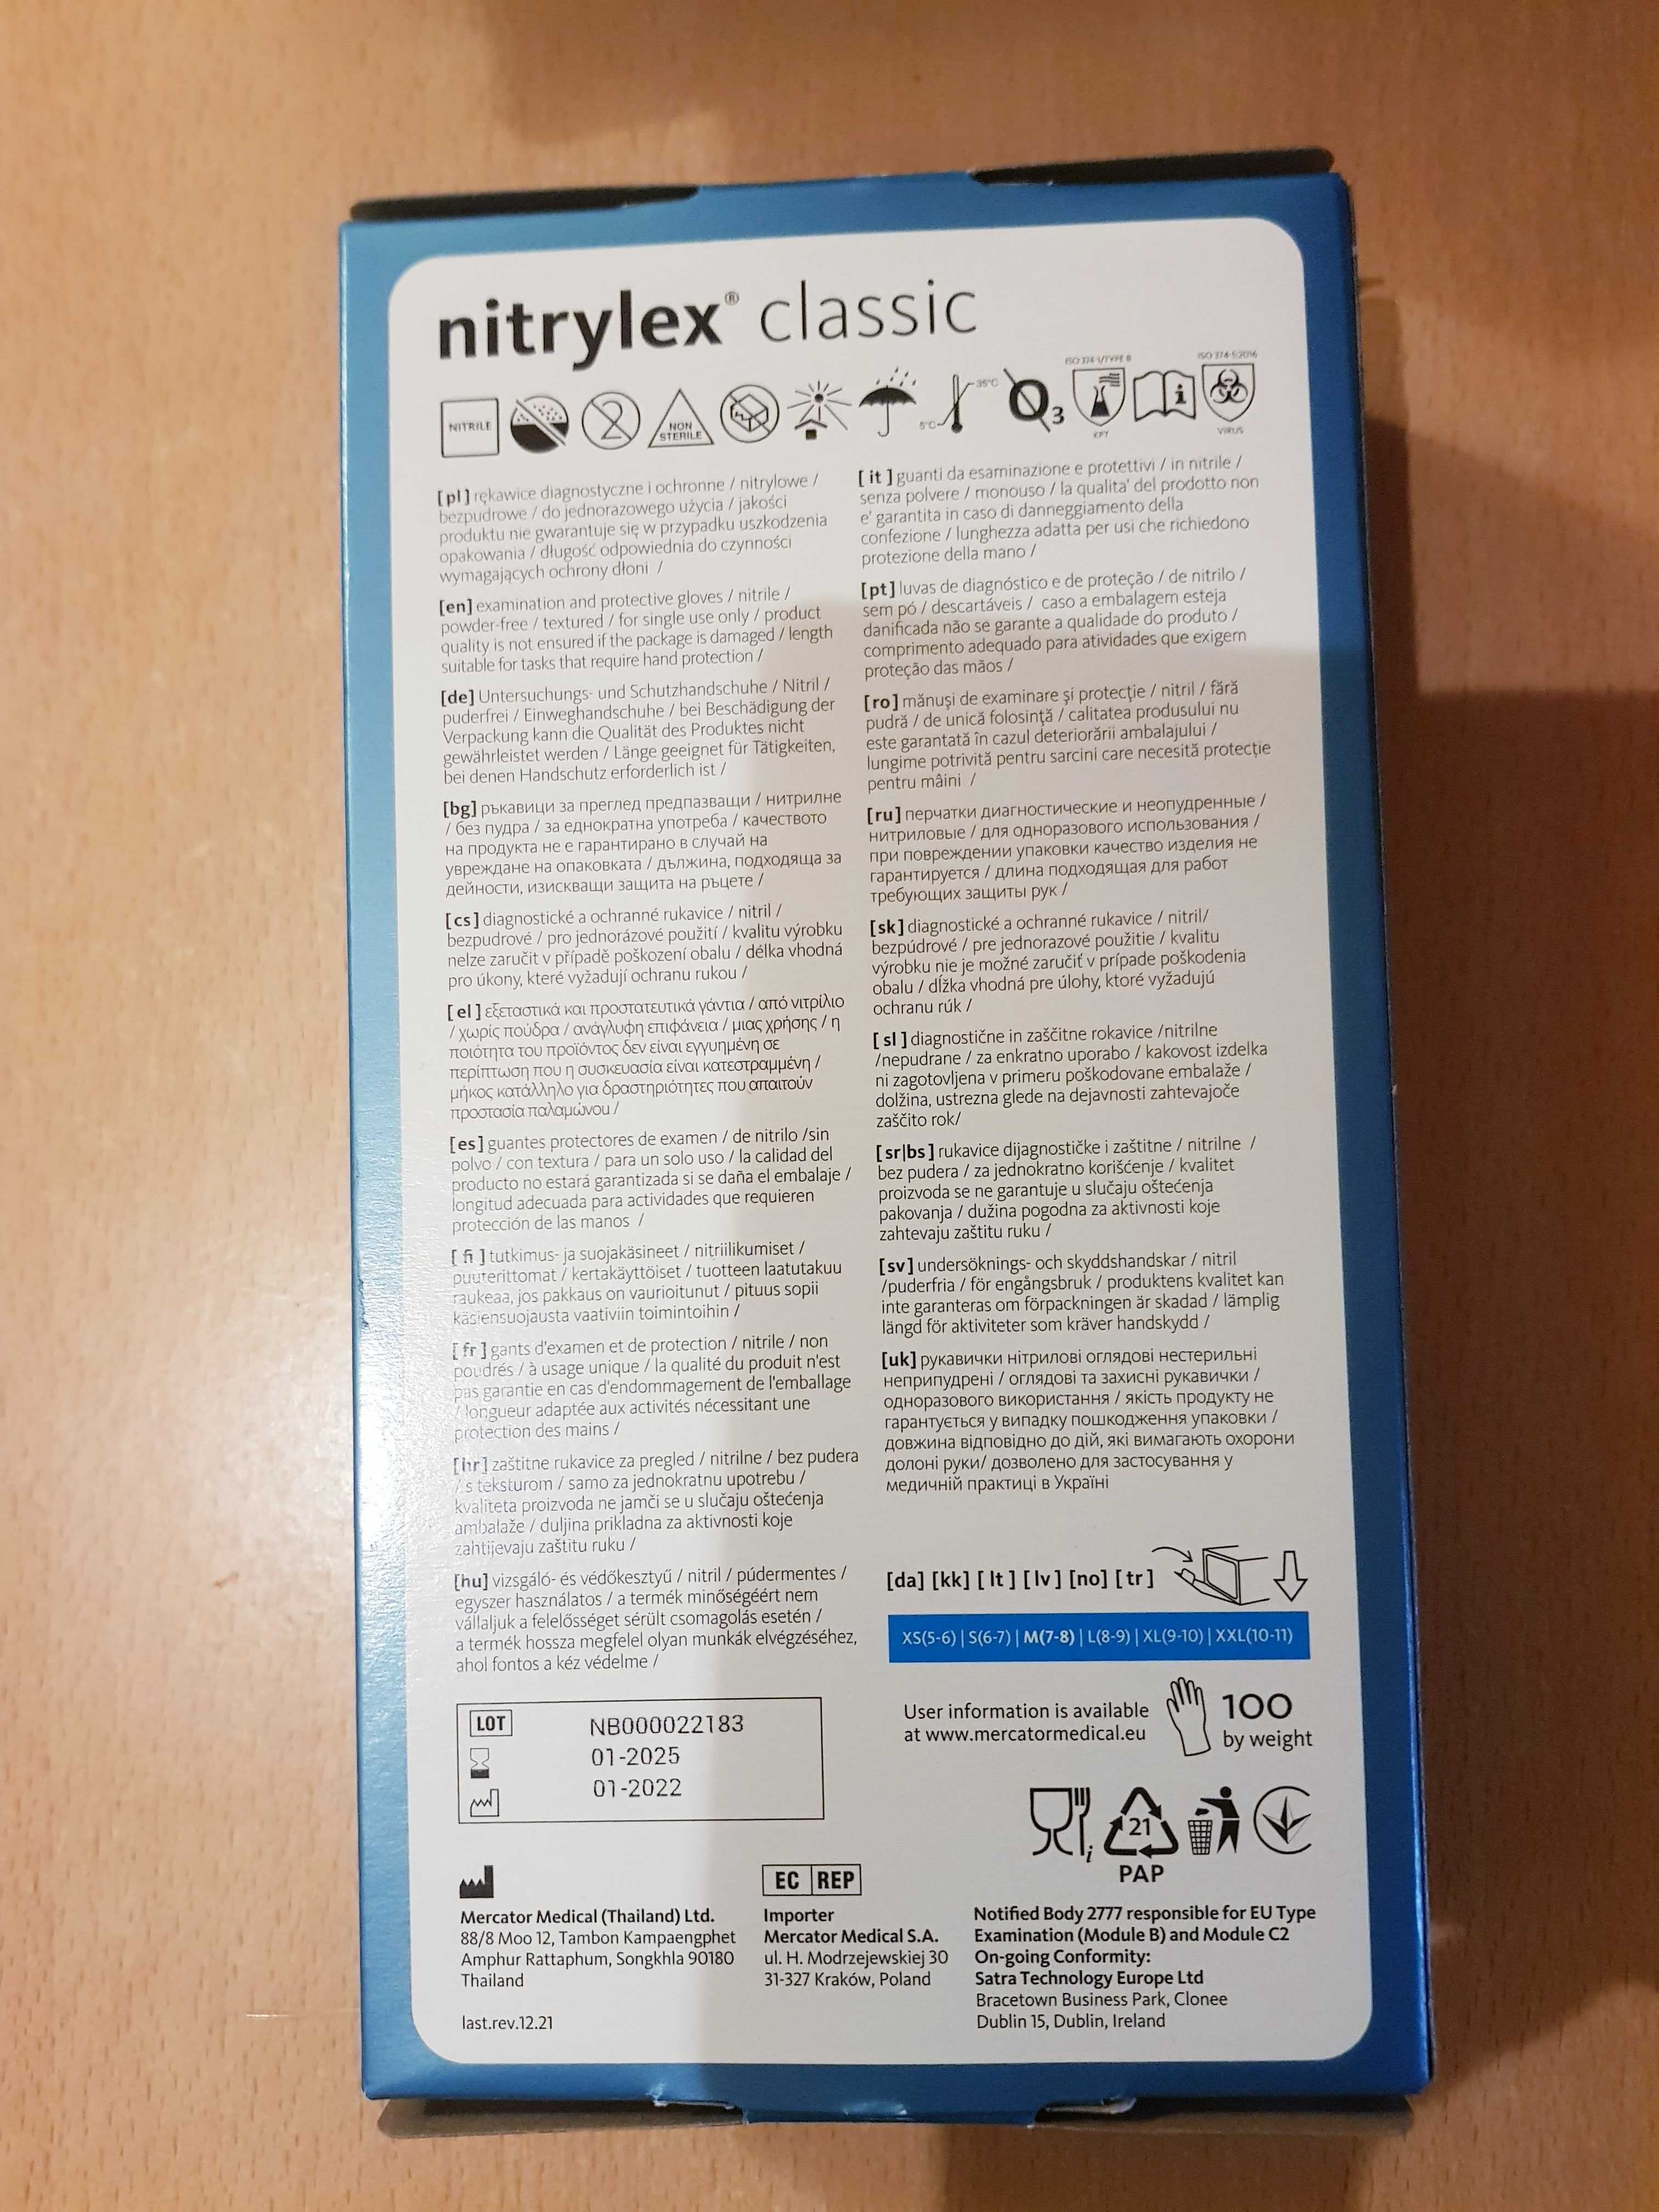 nitrylex® classic
ISO 374-1/TYPE B
ISO 374-5:2016
NITRILE
NON
STERILE
5°C
35°C
O3
KPT
i
VIRUS
[pl] rękawice diagnostyczne i ochronne / nitrylowe /
bezpudrowe / do jednorazowego użycia / jakości
produktu nie gwarantuje się w przypadku uszkodzenia
opakowania / długość odpowiednia do czynności
wymagających ochrony dłoni /
[en] examination and protective gloves / nitrile /
powder-free / textured / for single use only / product
quality is not ensured if the package is damaged / length
suitable for tasks that require hand protection /
[de] Untersuchungs- und Schutzhandschuhe / Nitril /
puderfrei / Einweghandschuhe / bei Beschädigung der
Verpackung kann die Qualität des Produktes nicht
gewährleistet werden / Länge geeignet für Tätigkeiten,
bei denen Handschutz erforderlich ist /
[bg] ръкавици за преглед предпазващи / нитрилне
/ без пудра / за еднократна употреба / качеството
на продукта не е гарантирано в случай на
увреждане на опаковката / дължина, подходяща за
дейности, изискващи защита на ръцете /
[cs] diagnostické a ochranné rukavice / nitril /
bezpudrové / pro jednorázové použití / kvalitu výrobku
nelze zaručit v případě poškození obalu / délka vhodná
pro úkony, které vyžadují ochranu rukou /
[el] εξεταστικά και προστατευτικά γάντια / από νιτρίλιο
/ χωρίς πούδρα / ανάγλυφη επιφάνεια / μιας χρήσης / η
ποιότητα του προϊόντος δεν είναι εγγυημένη σε
περίπτωση που η συσκευασία είναι κατεστραμμένη /
μήκος κατάλληλο για δραστηριότητες που απαιτούν
προστασία παλαμώνου /
[es] guantes protectores de examen / de nitrilo /sin
polvo / con textura / para un solo uso / la calidad del
producto no estará garantizada si se daña el embalaje /
longitud adecuada para actividades que requieren
protección de las manos /
[fi] tutkimus- ja suojakäsineet / nitriilikumiset /
puuterittomat / kertakäyttöiset / tuotteen laatutakuu
raukeaa, jos pakkaus on vaurioitunut / pituus sopii
käsiensuojausta vaativiin toimintoihin /
[fr] gants d'examen et de protection / nitrile / non
poudrés / à usage unique / la qualité du produit n'est
pas garantie en cas d'endommagement de l'emballage
/ longueur adaptée aux activités nécessitant une
protection des mains /
[hr] zaštitne rukavice za pregled / nitrilne / bez pudera
/ s teksturom / samo za jednokratnu upotrebu /
kvaliteta proizvoda ne jamči se u slučaju oštećenja
ambalaže / duljina prikladna za aktivnosti koje
zahtijevaju zaštitu ruku /
[hu] vizsgáló- és védőkesztyű / nitril / púdermentes /
egyszer használatos / a termék minőségéért nem
vállaljuk a felelősséget sérült csomagolás esetén /
a termék hossza megfelel olyan munkák elvégzéséhez,
ahol fontos a kéz védelme /
[it] guanti da esaminazione e protettivi / in nitrile /
senza polvere / monouso / la qualita' del prodotto non
e' garantita in caso di danneggiamento della
confezione / lunghezza adatta per usi che richiedono
protezione della mano /
[pt] luvas de diagnóstico e de proteção / de nitrilo /
sem pó / descartáveis / caso a embalagem esteja
danificada não se garante a qualidade do produto /
comprimento adequado para atividades que exigem
proteção das mãos /
[ro] mănuși de examinare și protecție / nitril / fără
pudră / de unică folosință / calitatea produsului nu
este garantată în cazul deteriorării ambalajului /
lungime potrivită pentru sarcini care necesită protecție
pentru mâini /
[ru] перчатки диагностические и неопудренные /
нитриловые / для одноразового использования /
при повреждении упаковки качество изделия не
гарантируется / длина подходящая для работ
требующих защиты рук /
[sk] diagnostické a ochranné rukavice / nitril/
bezpúdrové / pre jednorazové použitie / kvalitu
výrobku nie je možné zaručiť v prípade poškodenia
obalu / dĺžka vhodná pre úlohy, ktoré vyžadujú
ochranu rúk /
[sl] diagnostične in zaščitne rokavice /nitrilne
/nepudrane / za enkratno uporabo / kakovost izdelka
ni zagotovljena v primeru poškodovane embalaže /
dolžina, ustrezna glede na dejavnosti zahtevajoče
zaščito rok/
[sr|bs] rukavice dijagnostičke i zaštitne / nitrilne /
bez pudera / za jednokratno korišćenje / kvalitet
proizvoda se ne garantuje u slučaju oštećenja
pakovanja / dužina pogodna za aktivnosti koje
zahtevaju zaštitu ruku /
[sv] undersöknings- och skyddshandskar / nitril
/puderfria / för engångsbruk / produktens kvalitet kan
inte garanteras om förpackningen är skadad / lämplig
längd för aktiviteter som kräver handskydd /
[uk] рукавички нітрилові оглядові нестерильні
неприпудрені / оглядові та захисні рукавички /
одноразового використання / якість продукту не
гарантується у випадку пошкодження упаковки /
довжина відповідно до дій, які вимагають охорони
долоні руки/ дозволено для застосування у
медичній практиці в Україні
[da] [kk] [lt] [lv] [no] [tr]
XS(5-6) | S(6-7) | M(7-8) | L(8-9) | XL(9-10) | XXL(10-11)
User information is available
at www.mercatormedical.eu
100
by weight
LOT NB000022183
01-2025
01-2022
21
PAP
Mercator Medical (Thailand) Ltd.
88/8 Moo 12, Tambon Kampaengphet
Amphur Rattaphum, Songkhla 90180
Thailand
last.rev.12.21
EC REP
Importer
Mercator Medical S.A.
ul. H. Modrzejewskiej 30
31-327 Kraków, Poland
Notified Body 2777 responsible for EU Type
Examination (Module B) and Module C2
On-going Conformity:
Satra Technology Europe Ltd
Bracetown Business Park, Clonee
Dublin 15, Dublin, Ireland